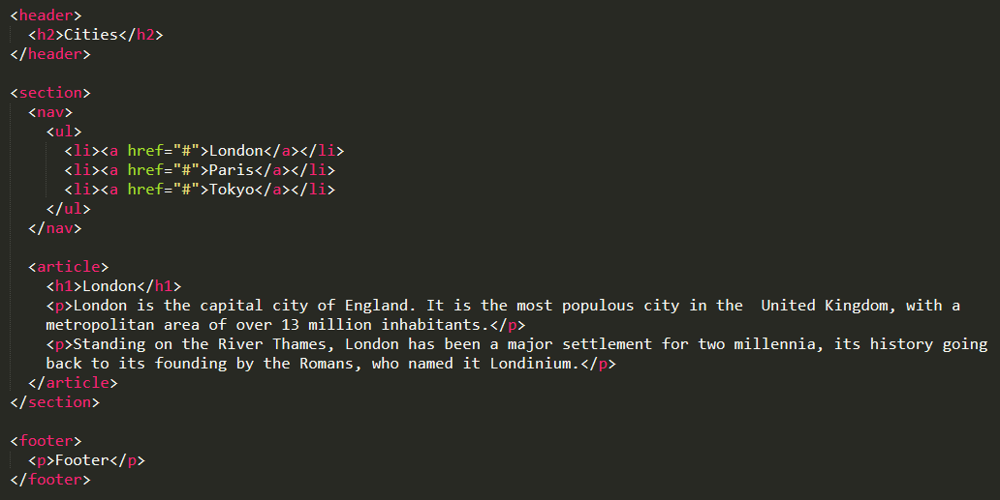 <header>
  <h2>Cities</h2>
</header>

<section>
  <nav>
    <ul>
      <li><a href="#">London</a></li>
      <li><a href="#">Paris</a></li>
      <li><a href="#">Tokyo</a></li>
    </ul>
  </nav>

  <article>
    <h1>London</h1>
    <p>London is the capital city of England. It is the most populous city in the  United Kingdom, with a
    metropolitan area of over 13 million inhabitants.</p>
    <p>Standing on the River Thames, London has been a major settlement for two millennia, its history going
    back to its founding by the Romans, who named it Londinium.</p>
  </article>
</section>

<footer>
  <p>Footer</p>
</footer>